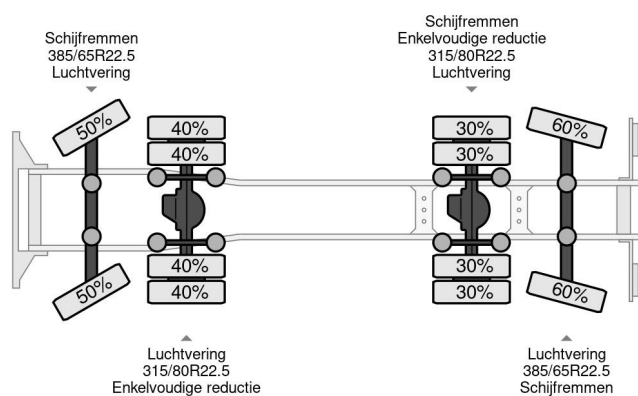 Schijfremmen
385/65R22.5
Luchtvering
Schijfremmen
Enkelvoudige reductie
315/80R22.5
Luchtvering
50%
40%
40%
30%
30%
60%
50%
40%
40%
30%
30%
60%
Luchtvering
315/80R22.5
Enkelvoudige reductie
Luchtvering
385/65R22.5
Schijfremmen